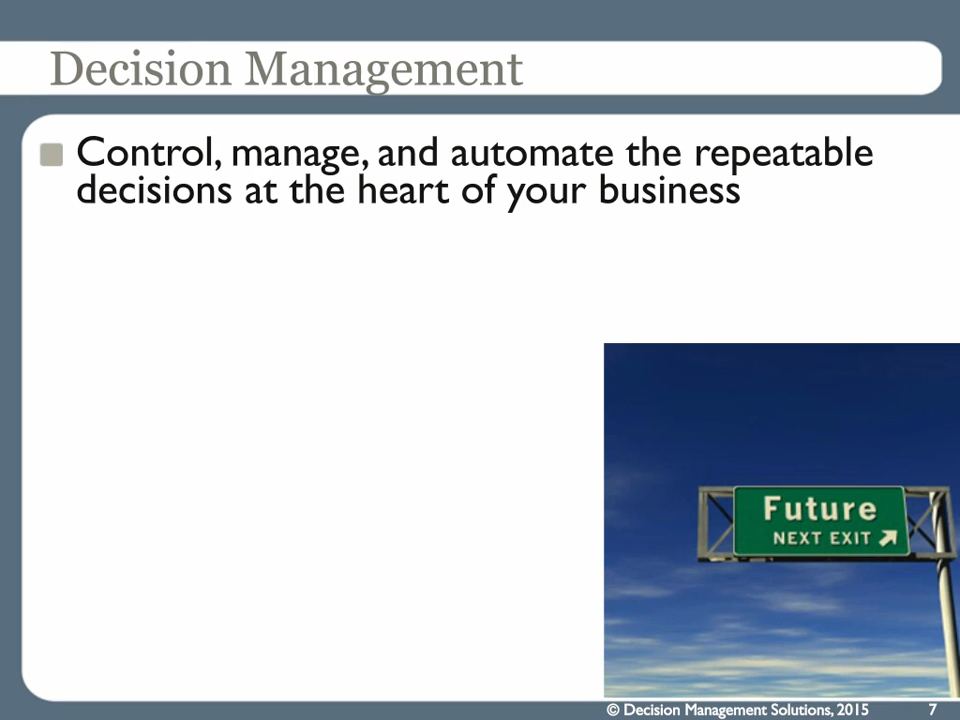 Decision Management
Control, manage, and automate the repeatable
decisions at the heart of your business
Future
NEXT EXIT
© Decision Management Solutions, 2015 7